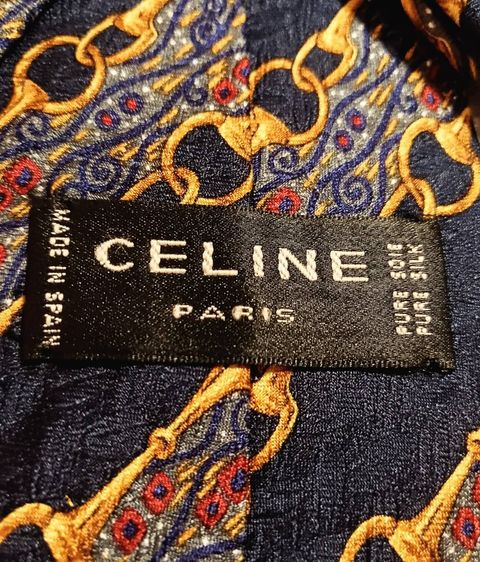 MADE IN SPAIN
CELINE
PARIS
PURE SOIE
PURE SILK